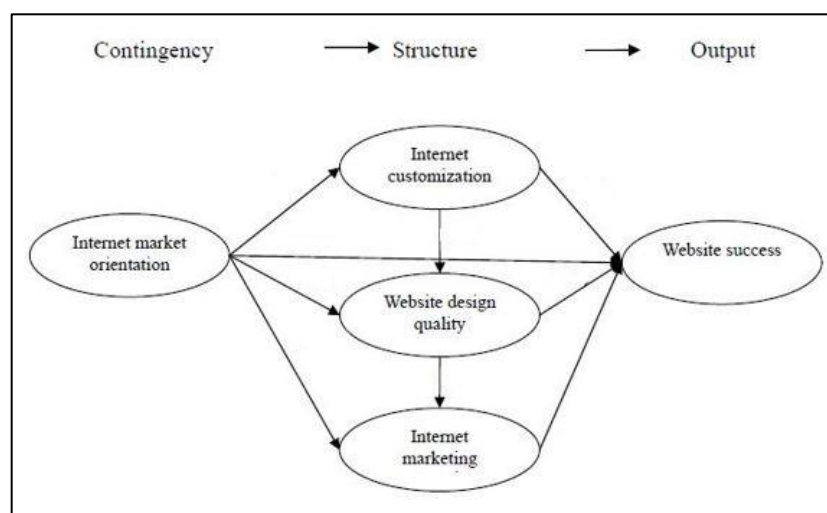 Contingency
Structure
Output
Internet
customization
Internet market
orientation
Website success
Website design
quality
Internet
marketing